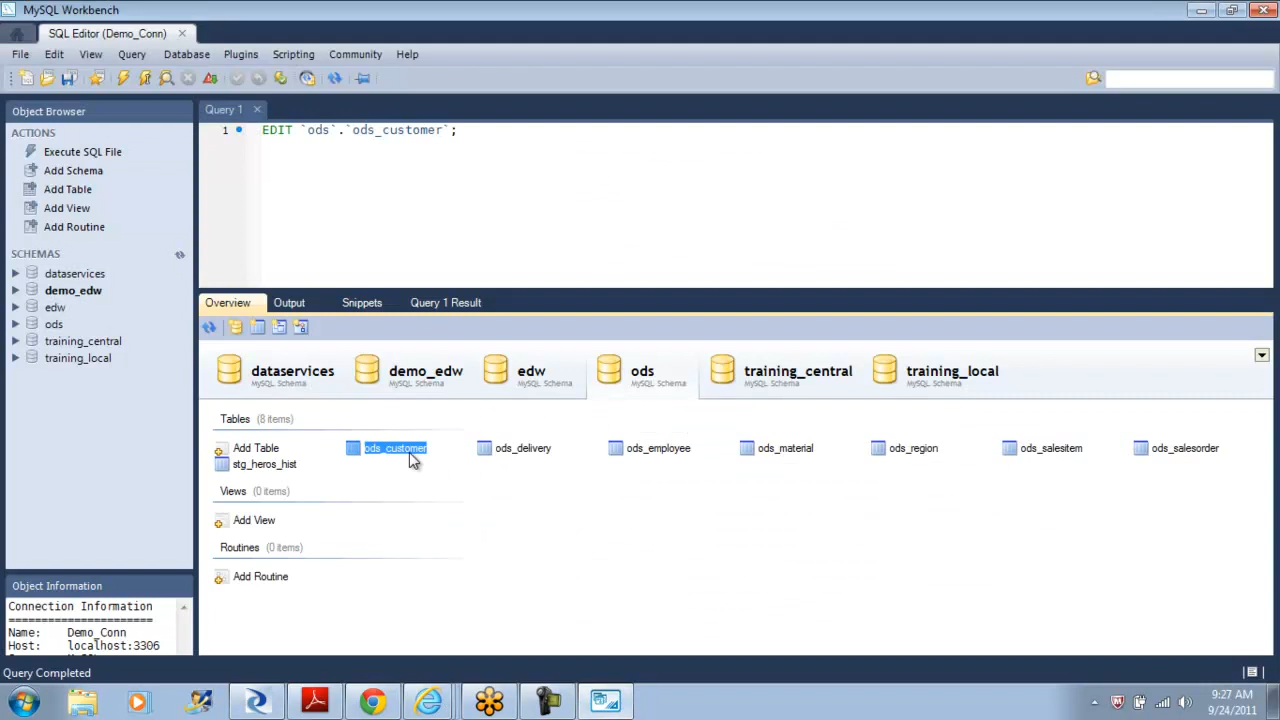 MySQL Workbench
SQL Editor (Demo_Conn)
File Edit View Query Database Plugins Scripting Community Help
Object Browser
ACTIONS
Execute SQL File
Add Schema
Add Table
Add View
Add Routine
SCHEMAS
dataservices
demo_edw
edw
ods
training_central
training_local
Object Information
Connection Information
======================
Name: Demo_Conn
Host: localhost:3306
Query 1
1 EDIT `ods`.`ods_customer`;
Overview Output Snippets Query 1 Result
dataservices demo_edw edw ods training_central training_local
MySQL Schema MySQL Schema MySQL Schema MySQL Schema MySQL Schema MySQL Schema
Tables (8 items)
Add Table ods_customer ods_delivery ods_employee ods_material ods_region ods_salesitem ods_salesorder
stg_heros_hist
Views (0 items)
Add View
Routines (0 items)
Add Routine
Query Completed
9:27 AM
9/24/2011